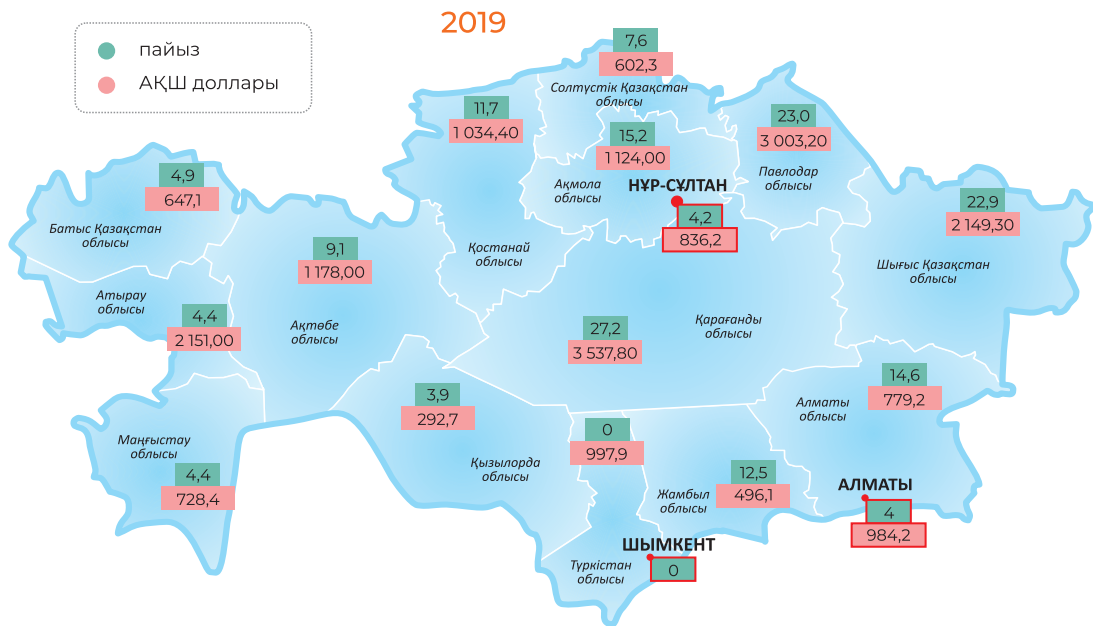 2019
пайыз
АҚШ доллары
7,6
602,3
Солтүстік Қазақстан
облысы
11,7
1 034,40
Қостанай
облысы
15,2
1 124,00
Ақмола
облысы
НҰР-СҰЛТАН
4,2
836,2
23,0
3 003,20
Павлодар
облысы
4,9
647,1
Батыс Қазақстан
облысы
22,9
2 149,30
Шығыс Қазақстан
облысы
9,1
1 178,00
Ақтөбе
облысы
Атырау
облысы
4,4
2 151,00
27,2
3 537,80
Қарағанды
облысы
3,9
292,7
Қызылорда
облысы
14,6
779,2
Алматы
облысы
Маңғыстау
облысы
4,4
728,4
0
997,9
Түркістан
облысы
12,5
496,1
Жамбыл
облысы
АЛМАТЫ
4
984,2
ШЫМКЕНТ
0